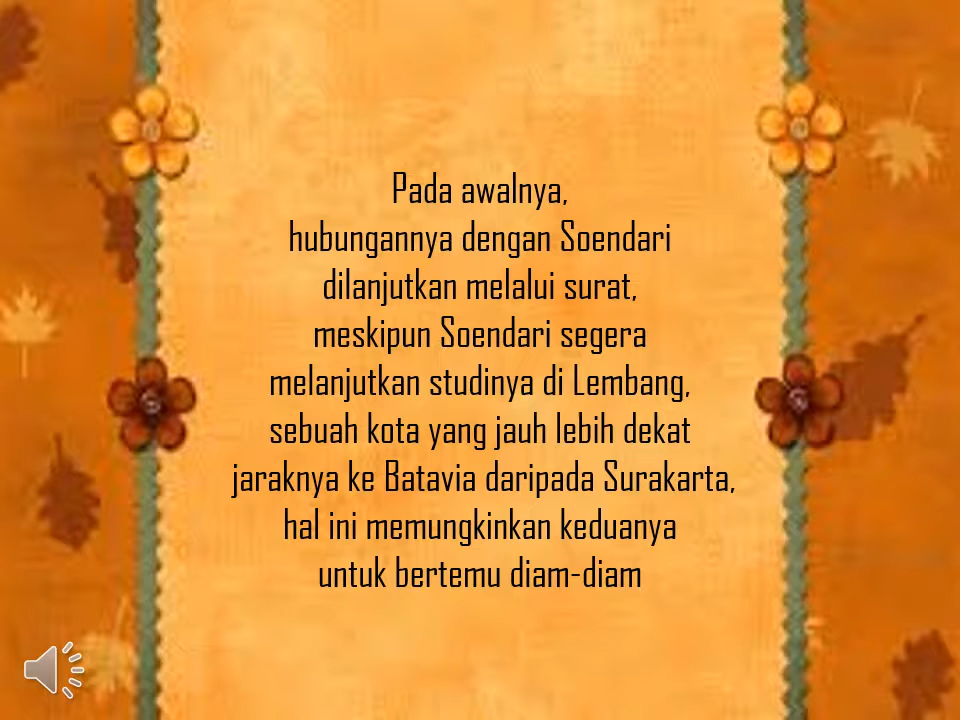 Pada awalnya,
hubungannya dengan Soendari
dilanjutkan melalui surat,
meskipun Soendari segera
melanjutkan studinya di Lembang,
sebuah kota yang jauh lebih dekat
jaraknya ke Batavia daripada Surakarta,
hal ini memungkinkan keduanya
untuk bertemu diam-diam